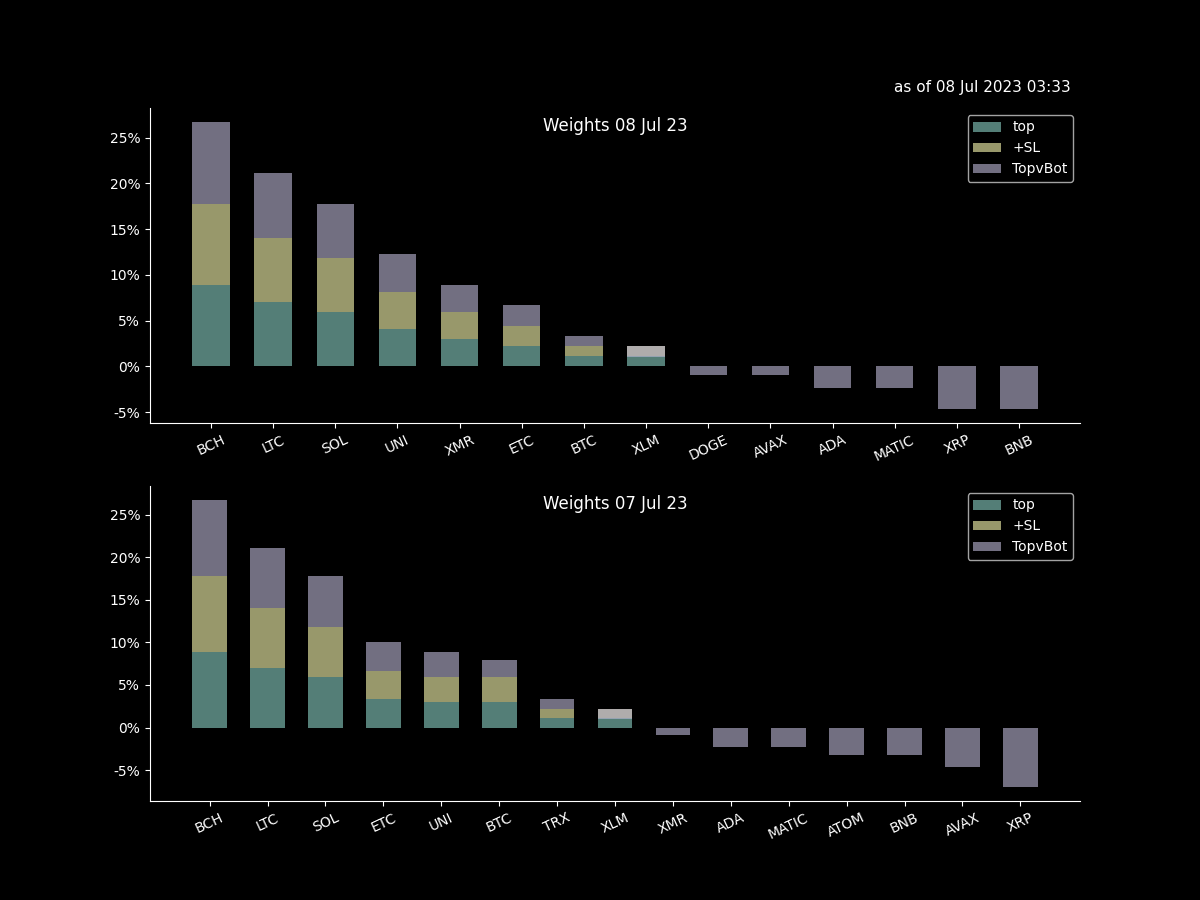 as of 08 Jul 2023 03:33
Weights 08 Jul 23
top
+SL
TopvBot
25%
20%
15%
10%
5%
0%
-5%
BCH LTC SOL UNI XMR ETC BTC XLM DOGE AVAX ADA MATIC XRP BNB
Weights 07 Jul 23
top
+SL
TopvBot
25%
20%
15%
10%
5%
0%
-5%
BCH LTC SOL ETC UNI BTC TRX XLM XMR ADA MATIC ATOM BNB AVAX XRP